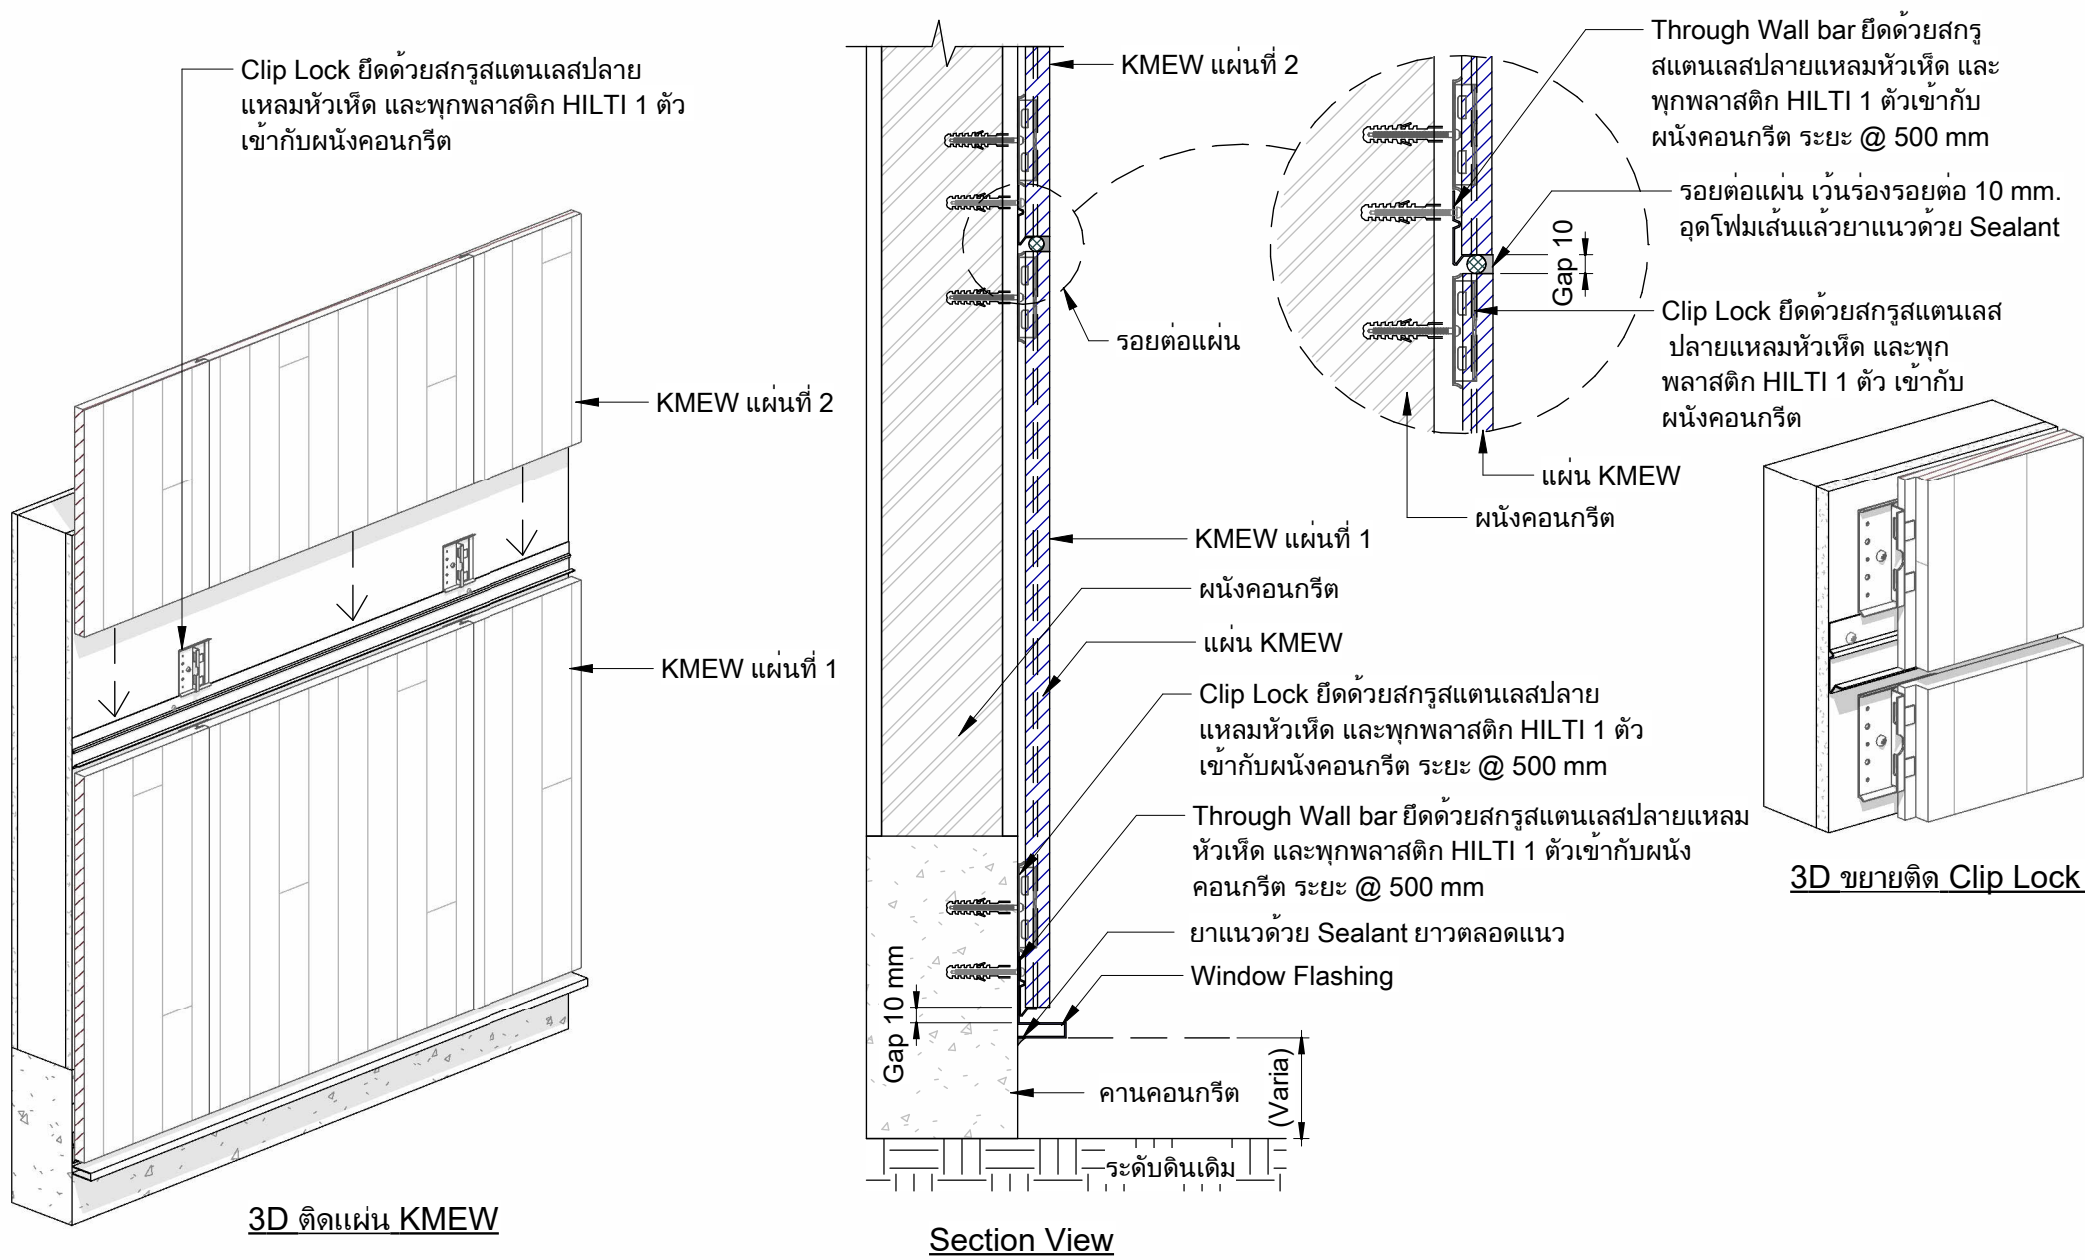 Clip Lock ยึดด้วยสกรูสแตนเลสปลาย
แหลมหัวเห็ด และพุกพลาสติก HILTI 1 ตัว
เข้ากับผนังคอนกรีต
KMEW แผ่นที่ 2
KMEW แผ่นที่ 1
3D ติดแผ่น KMEW
KMEW แผ่นที่ 2
รอยต่อแผ่น
KMEW แผ่นที่ 1
ผนังคอนกรีต
แผ่น KMEW
Clip Lock ยึดด้วยสกรูสแตนเลสปลาย
แหลมหัวเห็ด และพุกพลาสติก HILTI 1 ตัว
เข้ากับผนังคอนกรีต ระยะ @ 500 mm
Through Wall bar ยึดด้วยสกรูสแตนเลสปลายแหลม
หัวเห็ด และพุกพลาสติก HILTI 1 ตัวเข้ากับผนัง
คอนกรีต ระยะ @ 500 mm
ยาแนวด้วย Sealant ยาวตลอดแนว
Window Flashing
Gap 10 mm
คานคอนกรีต
(Varia)
ระดับดินเดิม
Section View
Through Wall bar ยึดด้วยสกรู
สแตนเลสปลายแหลมหัวเห็ด และ
พุกพลาสติก HILTI 1 ตัวเข้ากับ
ผนังคอนกรีต ระยะ @ 500 mm
รอยต่อแผ่น เว้นร่องรอยต่อ 10 mm.
อุดโฟมเส้นแล้วยาแนวด้วย Sealant
Gap 10
Clip Lock ยึดด้วยสกรูสแตนเลส
ปลายแหลมหัวเห็ด และพุก
พลาสติก HILTI 1 ตัว เข้ากับ
ผนังคอนกรีต
แผ่น KMEW
ผนังคอนกรีต
3D ขยายติด Clip Lock